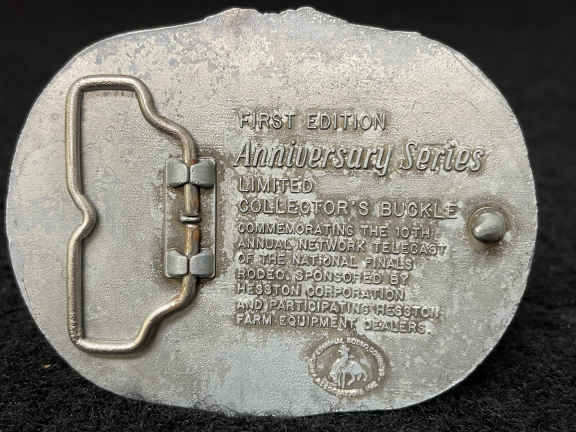 FIRST EDITION
Anniversary Series
LIMITED
COLLECTOR'S BUCKLE
COMMEMORATING THE 10TH
ANNUAL NETWORK TELECAST
OF THE NATIONAL FINALS
RODEO. SPONSORED BY
HESSTON CORPORATION
AND PARTICIPATING HESSTON
FARM EQUIPMENT DEALERS.